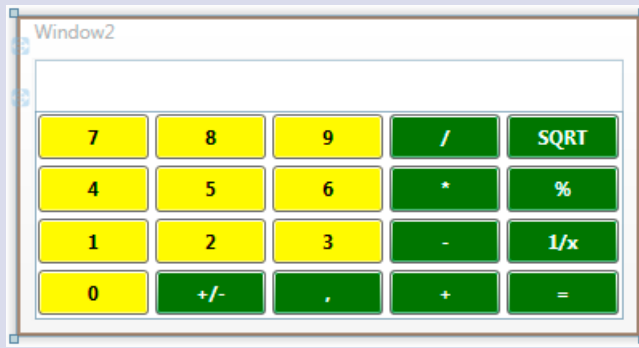 Window2
7 8 9 / SQRT
4 5 6 * %
1 2 3 - 1/x
0 +/- , + =